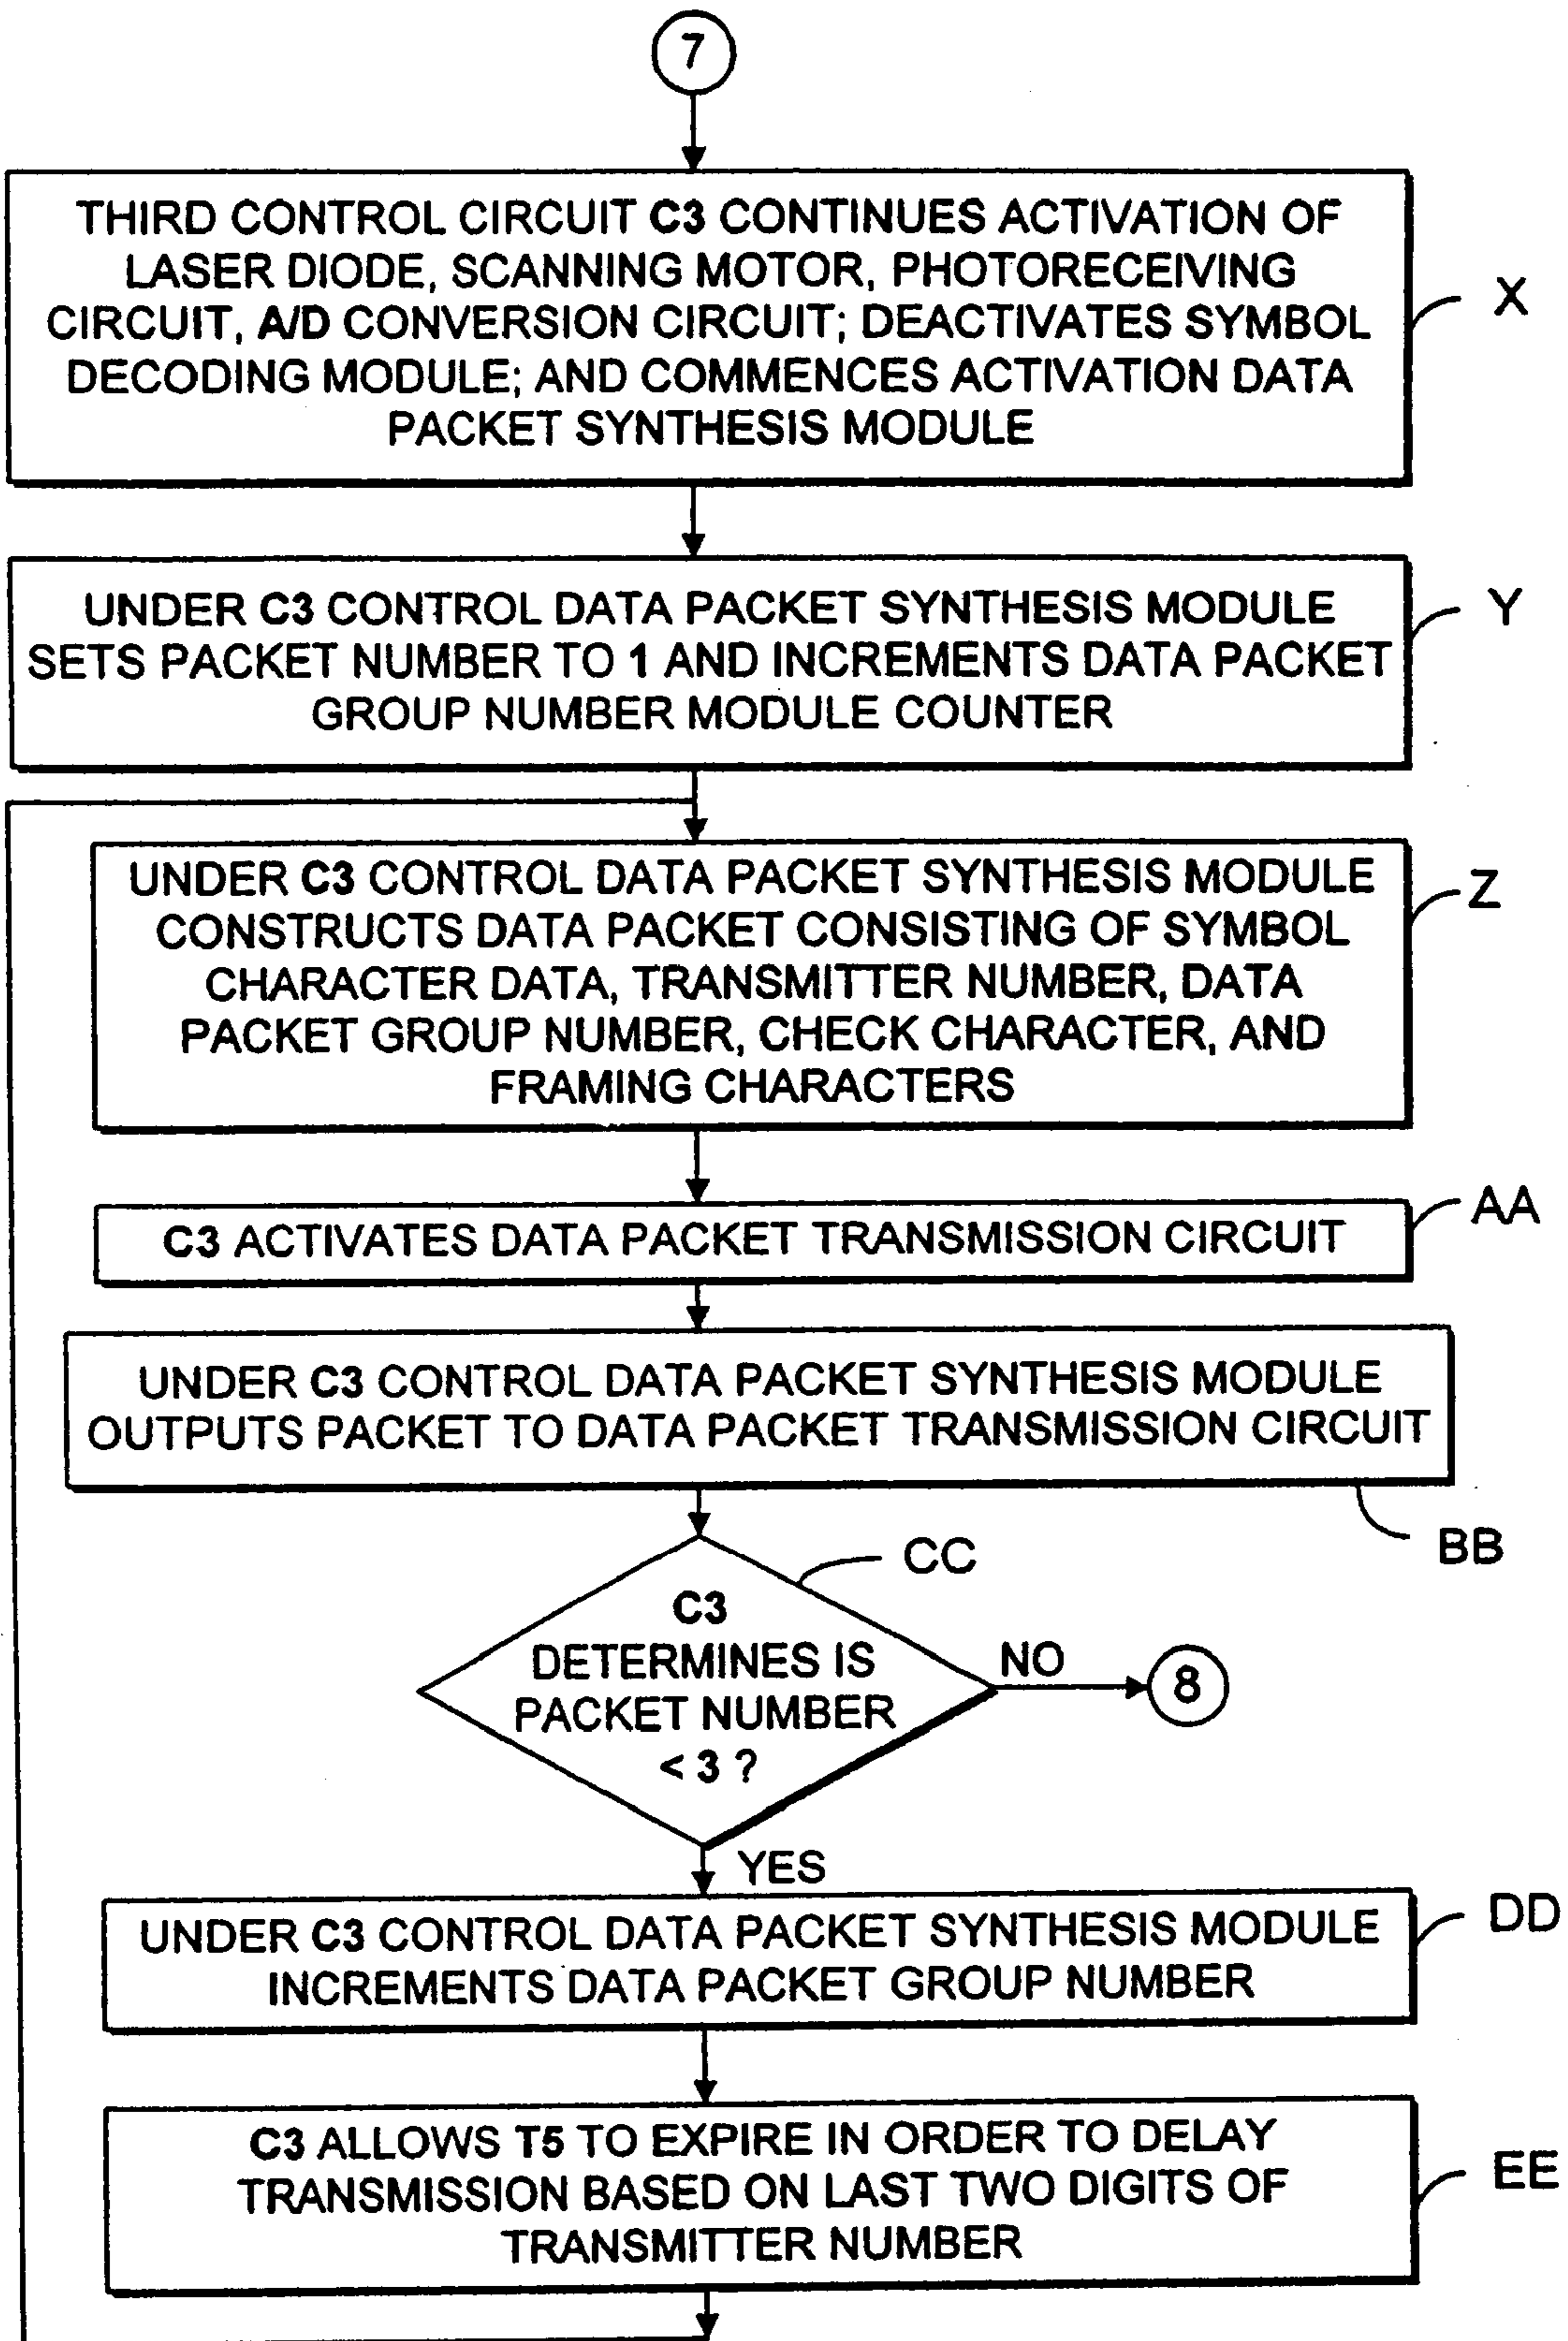 7
THIRD CONTROL CIRCUIT C3 CONTINUES ACTIVATION OF
LASER DIODE, SCANNING MOTOR, PHOTORECEIVING
CIRCUIT, A/D CONVERSION CIRCUIT; DEACTIVATES SYMBOL
DECODING MODULE; AND COMMENCES ACTIVATION DATA
PACKET SYNTHESIS MODULE
X
UNDER C3 CONTROL DATA PACKET SYNTHESIS MODULE
SETS PACKET NUMBER TO 1 AND INCREMENTS DATA PACKET
GROUP NUMBER MODULE COUNTER
Y
UNDER C3 CONTROL DATA PACKET SYNTHESIS MODULE
CONSTRUCTS DATA PACKET CONSISTING OF SYMBOL
CHARACTER DATA, TRANSMITTER NUMBER, DATA
PACKET GROUP NUMBER, CHECK CHARACTER, AND
FRAMING CHARACTERS
Z
C3 ACTIVATES DATA PACKET TRANSMISSION CIRCUIT
AA
UNDER C3 CONTROL DATA PACKET SYNTHESIS MODULE
OUTPUTS PACKET TO DATA PACKET TRANSMISSION CIRCUIT
BB
CC
C3
DETERMINES IS
PACKET NUMBER
< 3 ?
NO
8
YES
UNDER C3 CONTROL DATA PACKET SYNTHESIS MODULE
INCREMENTS DATA PACKET GROUP NUMBER
DD
C3 ALLOWS T5 TO EXPIRE IN ORDER TO DELAY
TRANSMISSION BASED ON LAST TWO DIGITS OF
TRANSMITTER NUMBER
EE